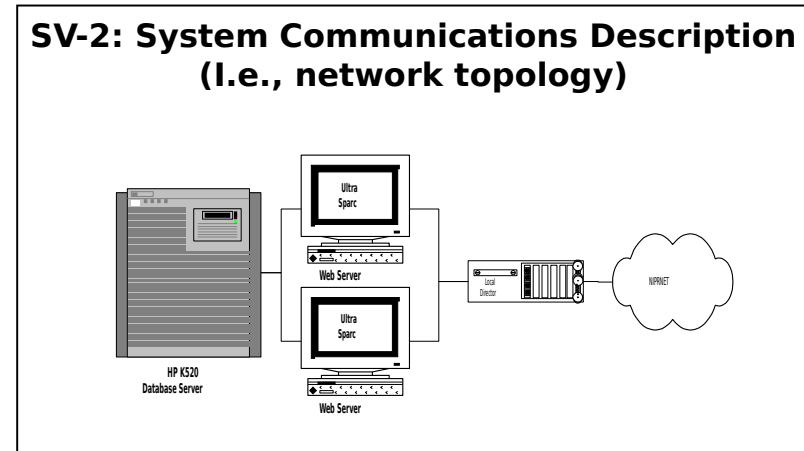 SV-2: System Communications Description
(I.e., network topology)
Ultra
Sparc
Web Server
Local
Director
NIPRNET
Ultra
Sparc
HP K520
Database Server
Web Server